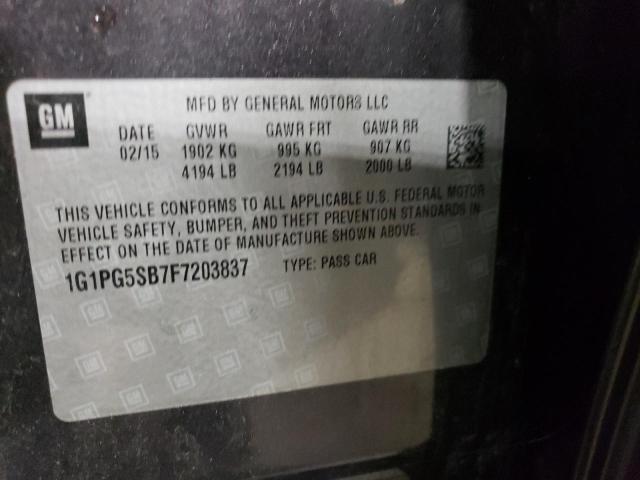 GM
MFD BY GENERAL MOTORS LLC
DATE GVWR GAWR FRT GAWR RR
02/15 1902 KG 995 KG 907 KG
4194 LB 2194 LB 2000 LB
THIS VEHICLE CONFORMS TO ALL APPLICABLE U.S. FEDERAL MOTOR
VEHICLE SAFETY, BUMPER, AND THEFT PREVENTION STANDARDS IN
EFFECT ON THE DATE OF MANUFACTURE SHOWN ABOVE.
1G1PG5SB7F7203837 TYPE: PASS CAR